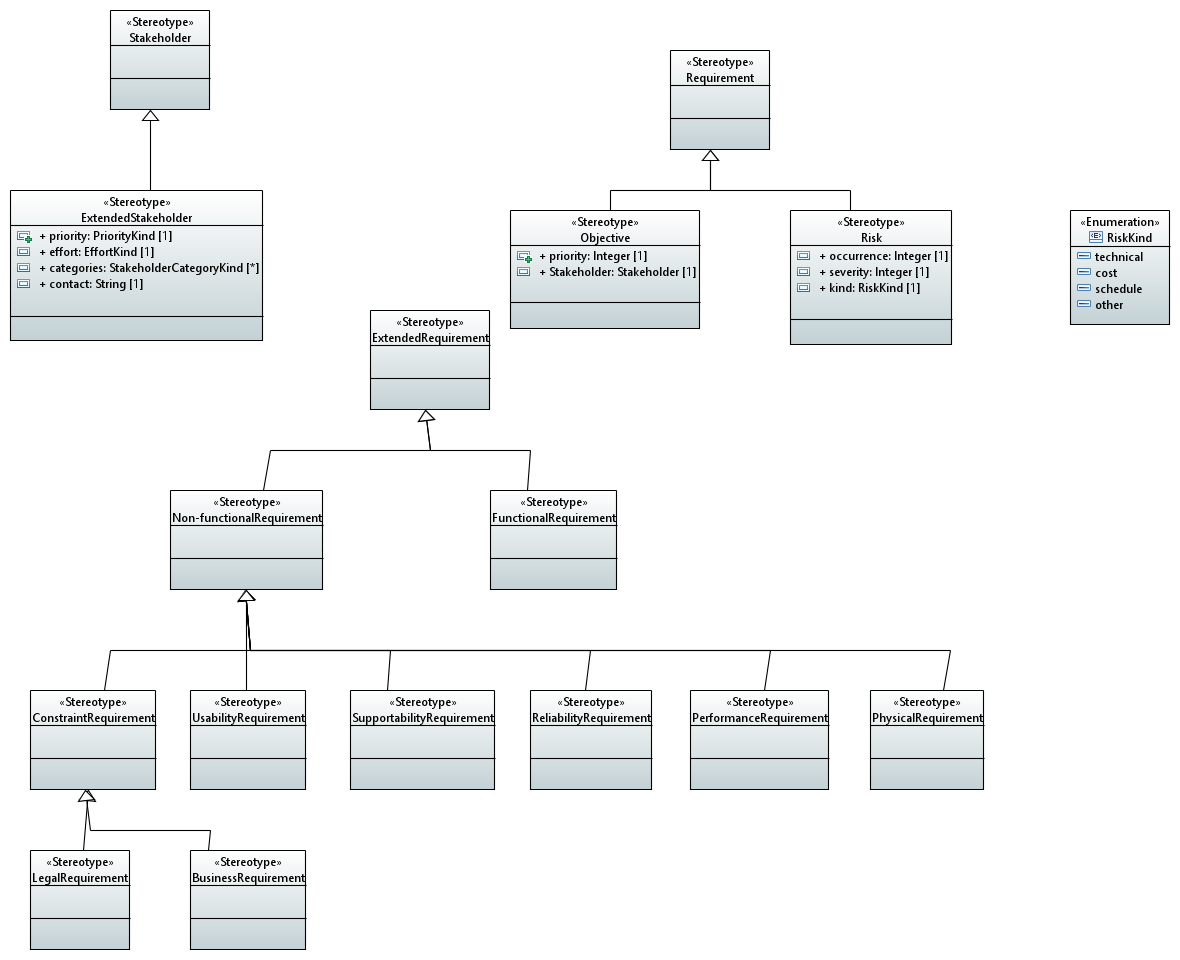 «Stereotype»
Stakeholder
«Stereotype»
Requirement
«Stereotype»
ExtendedStakeholder
+ priority: PriorityKind [1]
+ effort: EffortKind [1]
+ categories: StakeholderCategoryKind [*]
+ contact: String [1]
«Stereotype»
Objective
+ priority: Integer [1]
+ Stakeholder: Stakeholder [1]
«Stereotype»
Risk
+ occurrence: Integer [1]
+ severity: Integer [1]
+ kind: RiskKind [1]
«Enumeration»
RiskKind
technical
cost
schedule
other
«Stereotype»
ExtendedRequirement
«Stereotype»
Non-functionalRequirement
«Stereotype»
FunctionalRequirement
«Stereotype»
ConstraintRequirement
«Stereotype»
UsabilityRequirement
«Stereotype»
SupportabilityRequirement
«Stereotype»
ReliabilityRequirement
«Stereotype»
PerformanceRequirement
«Stereotype»
PhysicalRequirement
«Stereotype»
LegalRequirement
«Stereotype»
BusinessRequirement